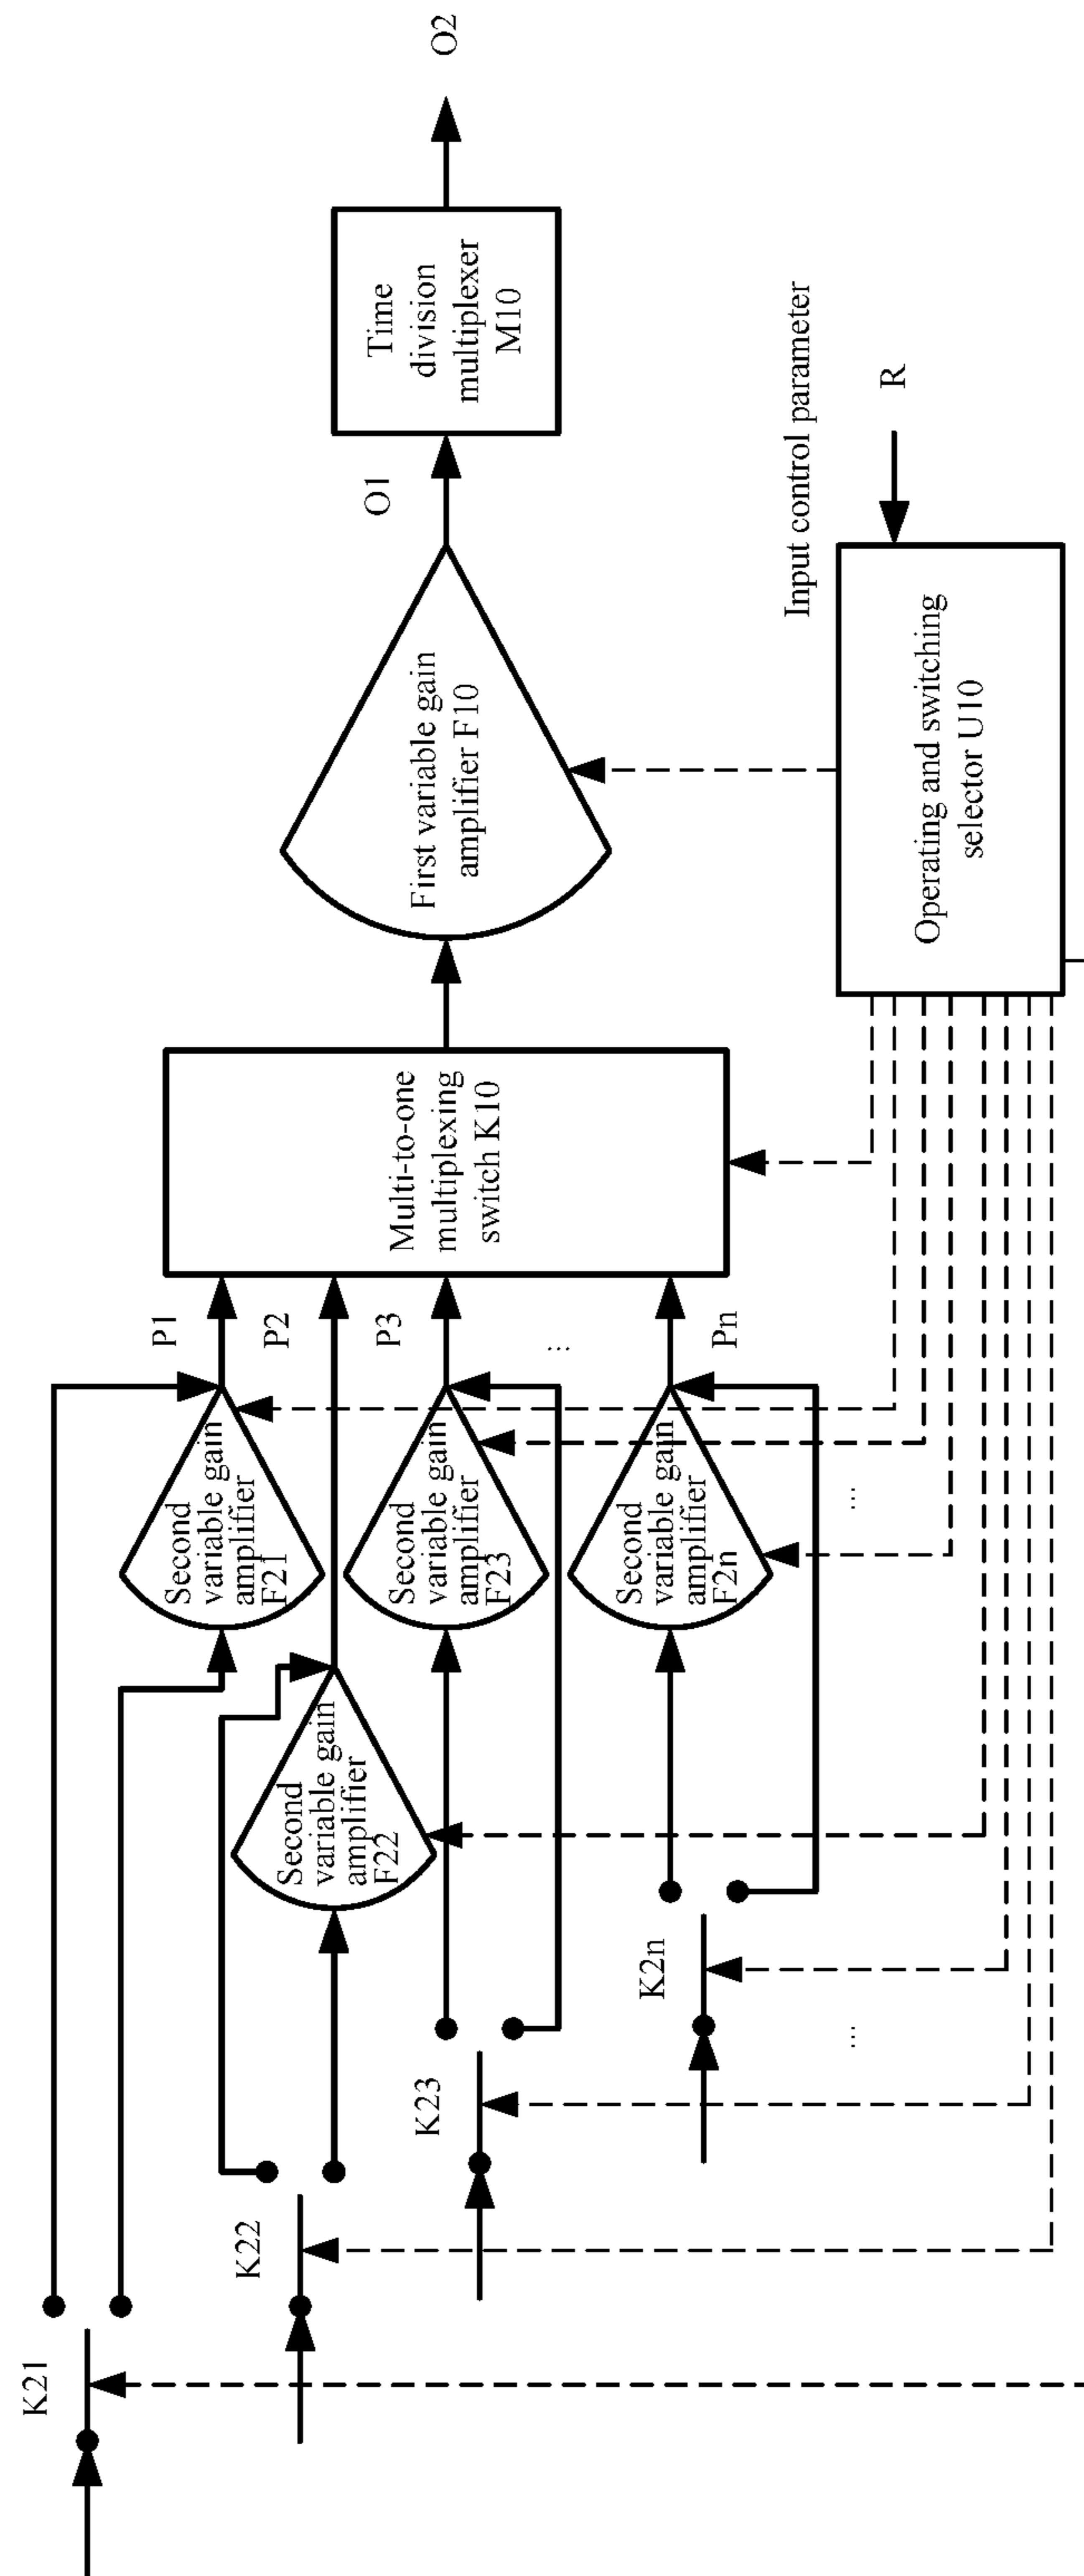 K21
K22
K23
K2n
...
Second
variable gain
amplifier
F21
Second
variable gain
amplifier
F22
Second
variable gain
amplifier
F23
Second
variable gain
amplifier
F2n
...
P1
P2
P3
...
Pn
Multi-to-one
multiplexing
switch K10
First variable gain
amplifier F10
O1
Time
division
multiplexer
M10
O2
Operating and switching
selector U10
Input control parameter
R